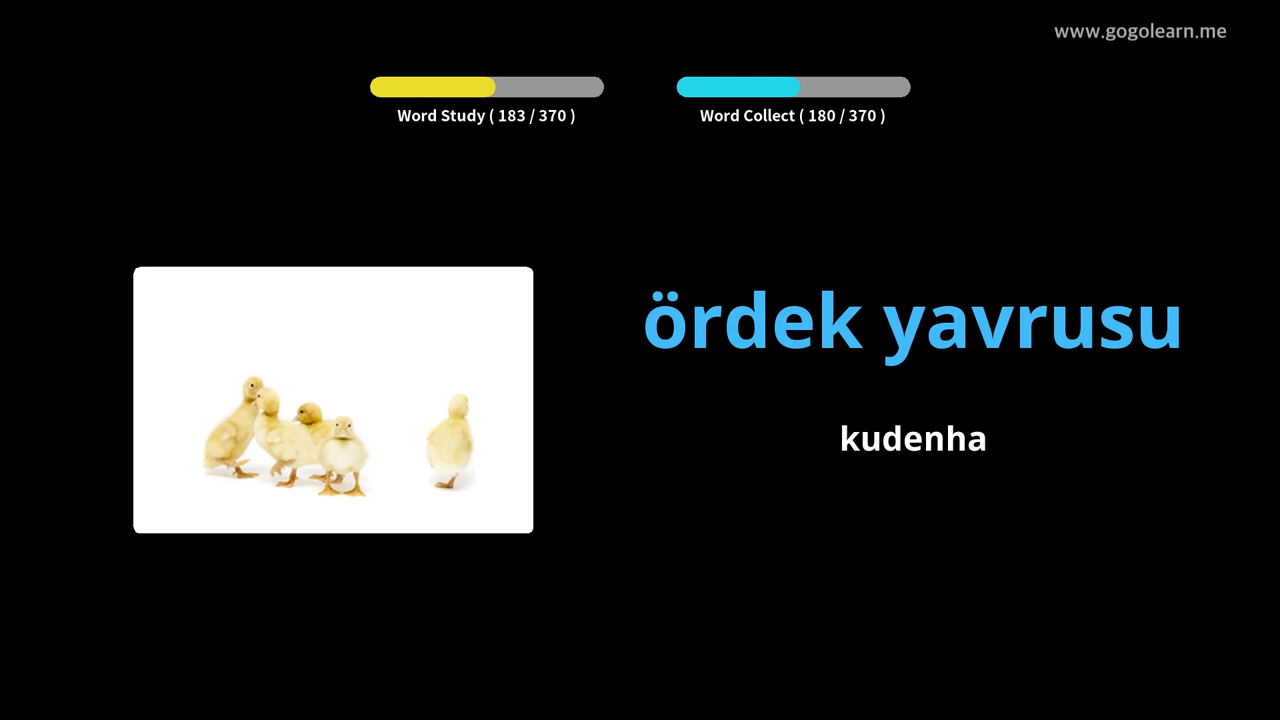 www.gogolearn.me
Word Study ( 183 / 370 )
Word Collect ( 180 / 370 )
ördek yavrusu
kudenha